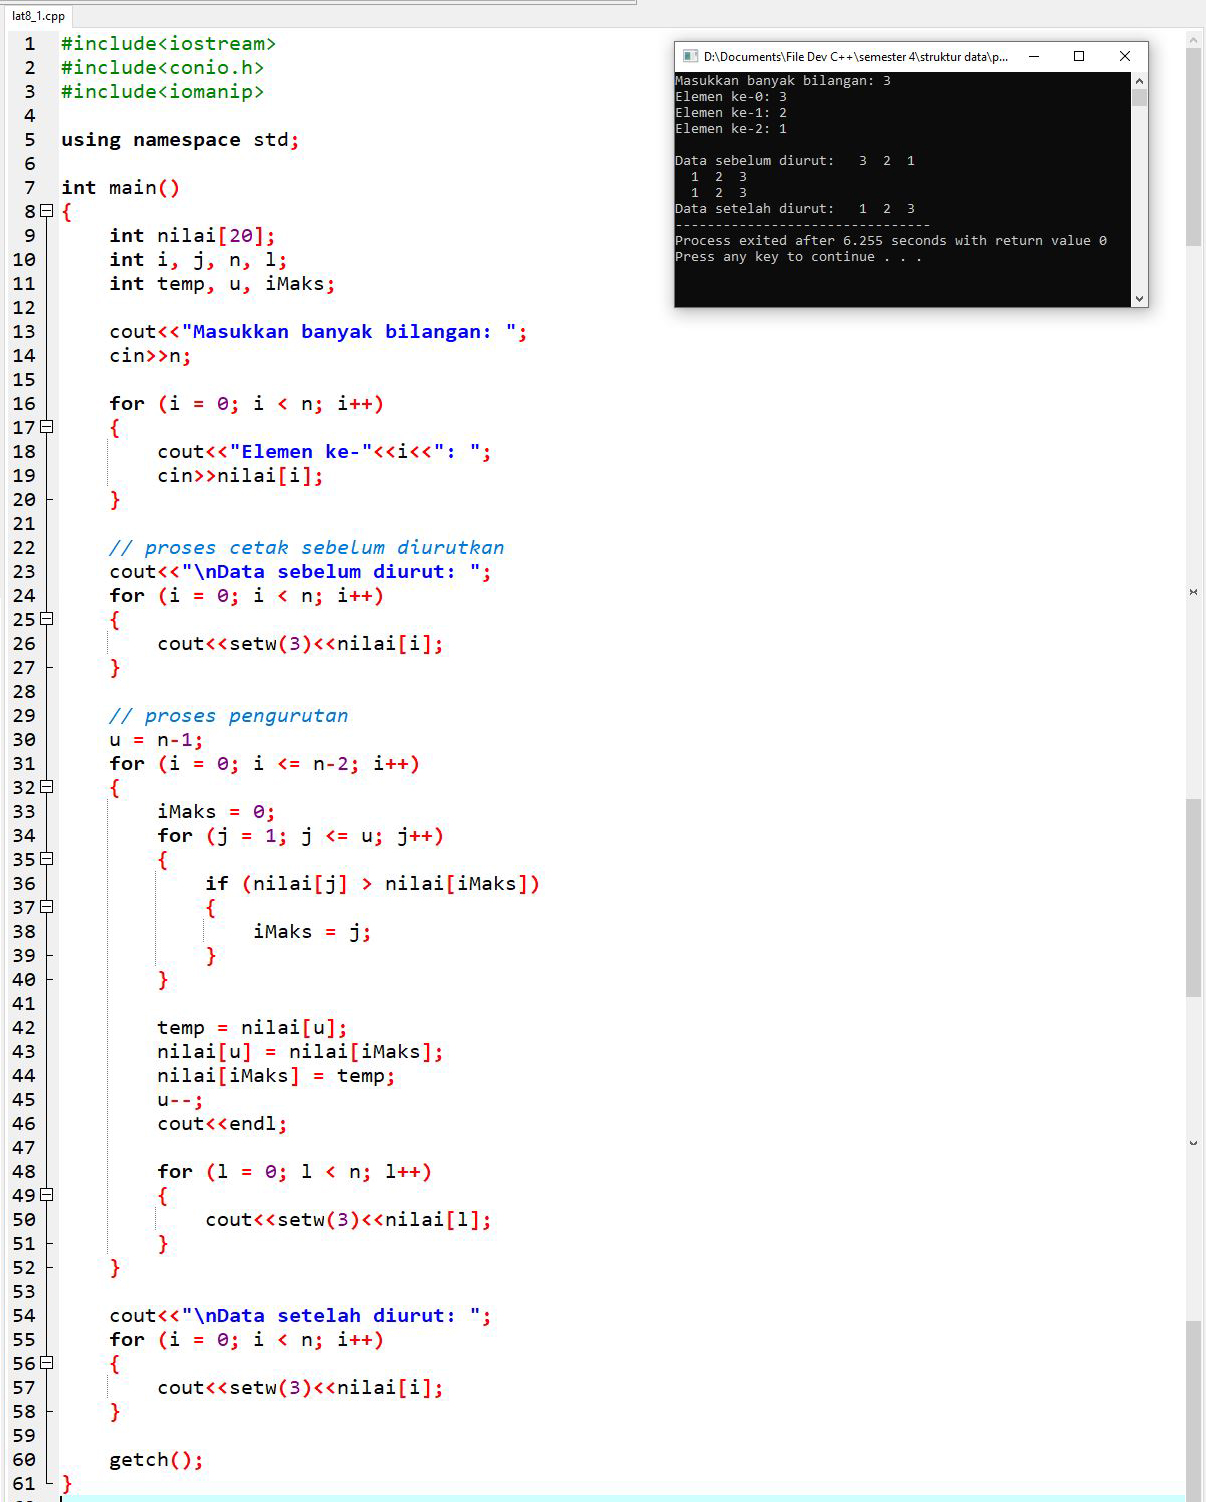 lat8_1.cpp
1 #include<iostream>
2 #include<conio.h>
3 #include<iomanip>
4
5 using namespace std;
6
7 int main()
8 {
9     int nilai[20];
10     int i, j, n, l;
11     int temp, u, iMaks;
12
13     cout<<"Masukkan banyak bilangan: ";
14     cin>>n;
15
16     for (i = 0; i < n; i++)
17     {
18         cout<<"Elemen ke-"<<i<<": ";
19         cin>>nilai[i];
20     }
21
22     // proses cetak sebelum diurutkan
23     cout<<"\nData sebelum diurut: ";
24     for (i = 0; i < n; i++)
25     {
26         cout<<setw(3)<<nilai[i];
27     }
28
29     // proses pengurutan
30     u = n-1;
31     for (i = 0; i <= n-2; i++)
32     {
33         iMaks = 0;
34         for (j = 1; j <= u; j++)
35         {
36             if (nilai[j] > nilai[iMaks])
37             {
38                 iMaks = j;
39             }
40         }
41
42         temp = nilai[u];
43         nilai[u] = nilai[iMaks];
44         nilai[iMaks] = temp;
45         u--;
46         cout<<endl;
47
48         for (l = 0; l < n; l++)
49         {
50             cout<<setw(3)<<nilai[l];
51         }
52     }
53
54     cout<<"\nData setelah diurut: ";
55     for (i = 0; i < n; i++)
56     {
57         cout<<setw(3)<<nilai[i];
58     }
59
60     getch();
61 }
D:\Documents\File Dev C++\semester 4\struktur data\p...
Masukkan banyak bilangan: 3
Elemen ke-0: 3
Elemen ke-1: 2
Elemen ke-2: 1
Data sebelum diurut:   3  2  1
  1  2  3
  1  2  3
Data setelah diurut:   1  2  3
--------------------------------
Process exited after 6.255 seconds with return value 0
Press any key to continue . . .